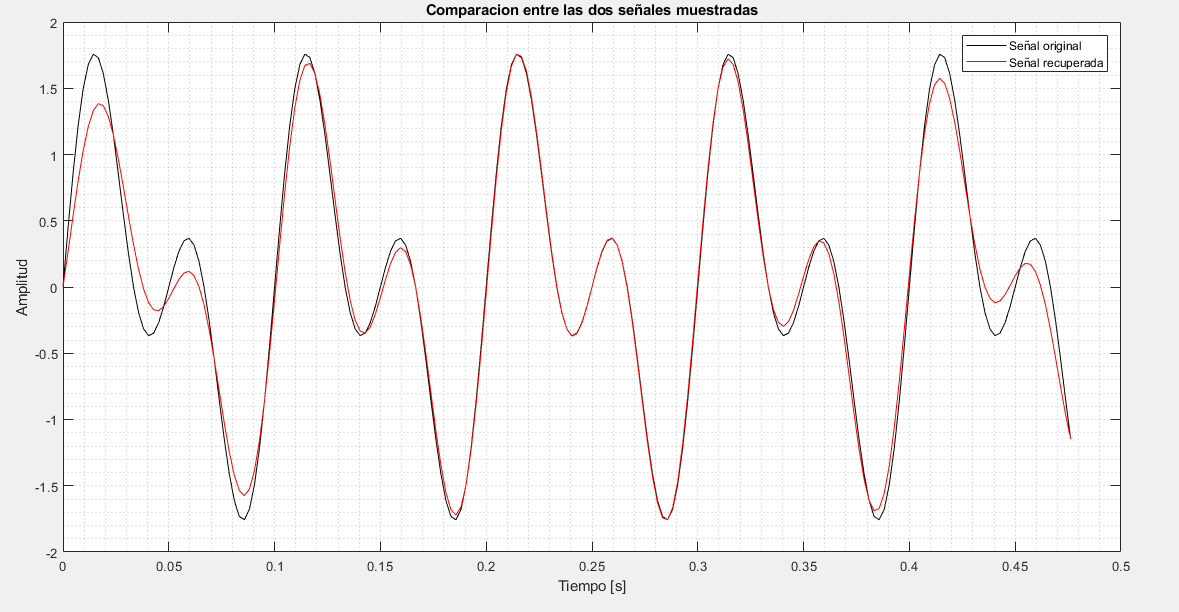 Comparacion entre las dos señales muestradas
Señal original
Señal recuperada
Amplitud
2
1.5
1
0.5
0
-0.5
-1
-1.5
-2
0 0.05 0.1 0.15 0.2 0.25 0.3 0.35 0.4 0.45 0.5
Tiempo [s]